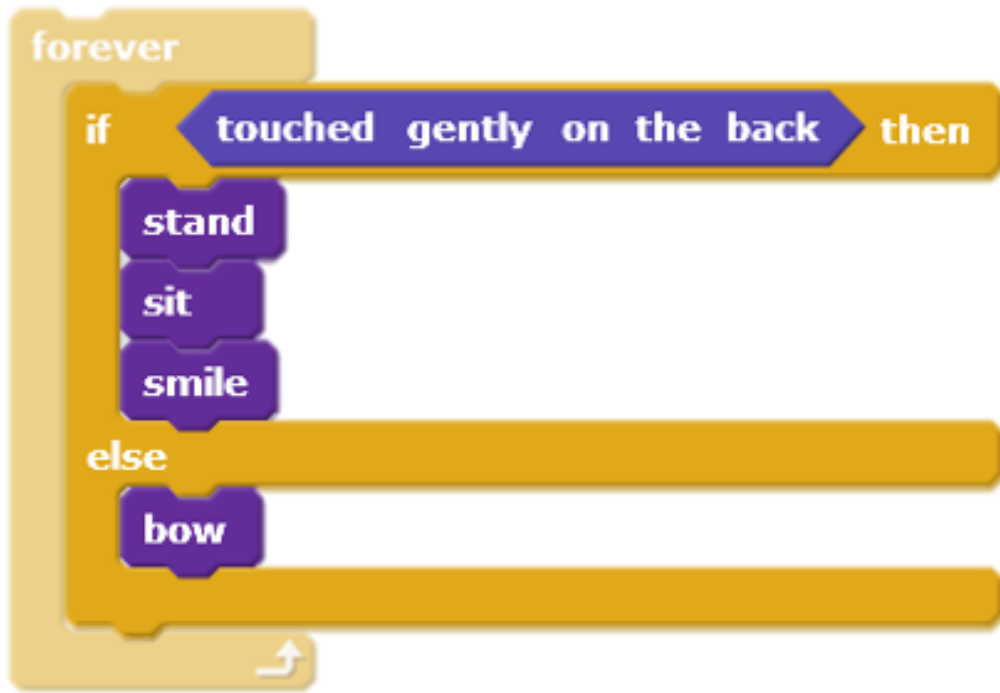 forever
if touched gently on the back then
stand
sit
smile
else
bow